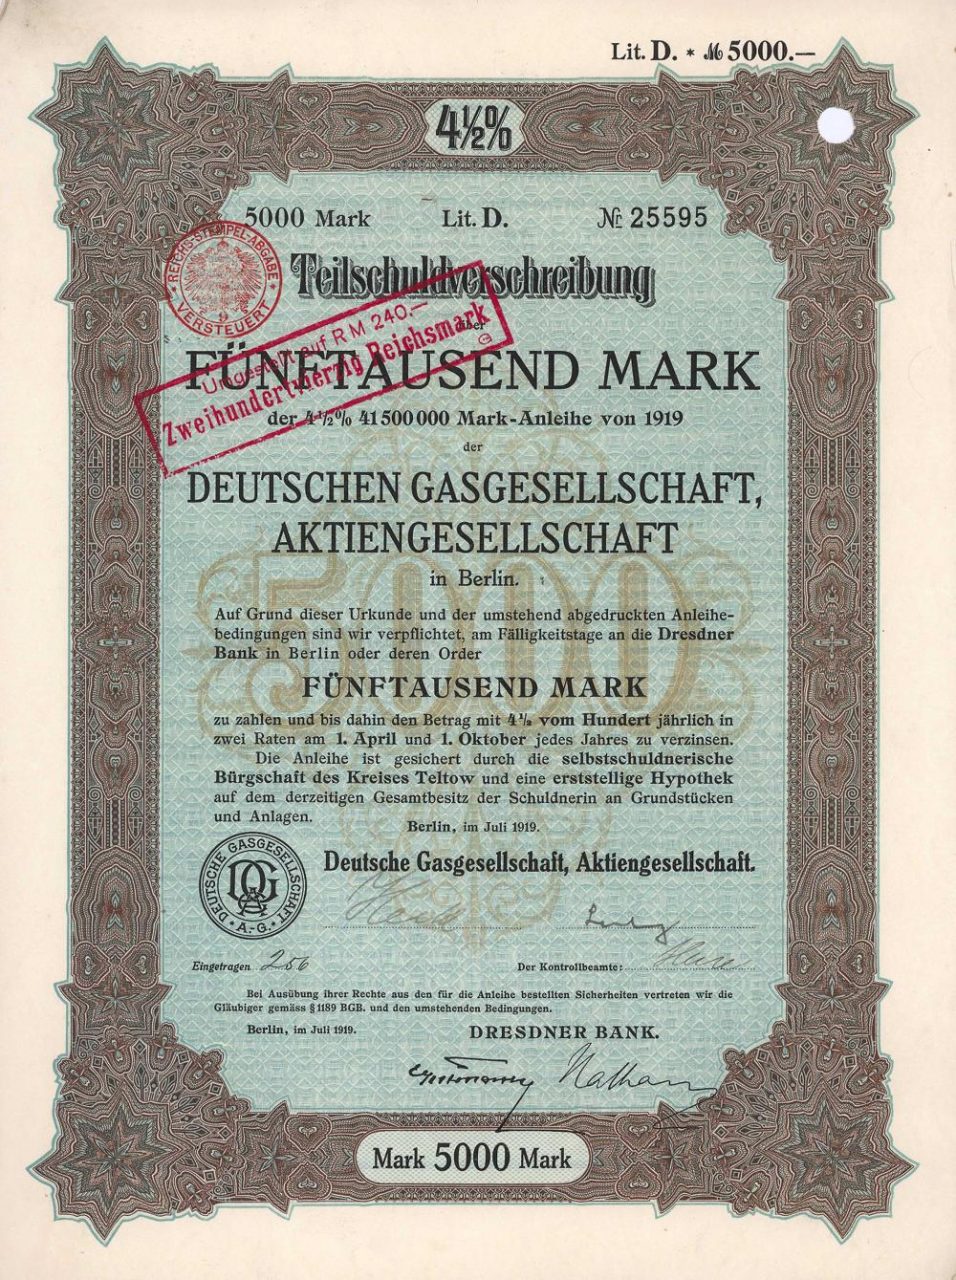 Lit. D. * ℳ 5000.—
4½%
5000 Mark Lit. D. № 25595
REICHS-STEMPEL-ABGABE
VERSTEUERT
Teilschuldverschreibung
über
Umgestellt auf RM 240.—
Zweihundertvierzig Reichsmark
G
FÜNFTAUSEND MARK
der 4½% 41500000 Mark-Anleihe von 1919
der
DEUTSCHEN GASGESELLSCHAFT,
AKTIENGESELLSCHAFT
in Berlin.
5000
Auf Grund dieser Urkunde und der umstehend abgedruckten Anleihe-
bedingungen sind wir verpflichtet, am Fälligkeitstage an die Dresdner
Bank in Berlin oder deren Order
FÜNFTAUSEND MARK
zu zahlen und bis dahin den Betrag mit 4½ vom Hundert jährlich in
zwei Raten am 1. April und 1. Oktober jedes Jahres zu verzinsen.
Die Anleihe ist gesichert durch die selbstschuldnerische
Bürgschaft des Kreises Teltow und eine erststellige Hypothek
auf dem derzeitigen Gesamtbesitz der Schuldnerin an Grundstücken
und Anlagen.
Berlin, im Juli 1919.
DEUTSCHE GASGESELLSCHAFT
A.-G.
DGA
Deutsche Gasgesellschaft, Aktiengesellschaft.
Eingetragen 256
Der Kontrollbeamte:
Bei Ausübung ihrer Rechte aus den für die Anleihe bestellten Sicherheiten vertreten wir die
Gläubiger gemäss § 1189 BGB. und den umstehenden Bedingungen.
Berlin, im Juli 1919.
DRESDNER BANK.
Nathan
Mark 5000 Mark